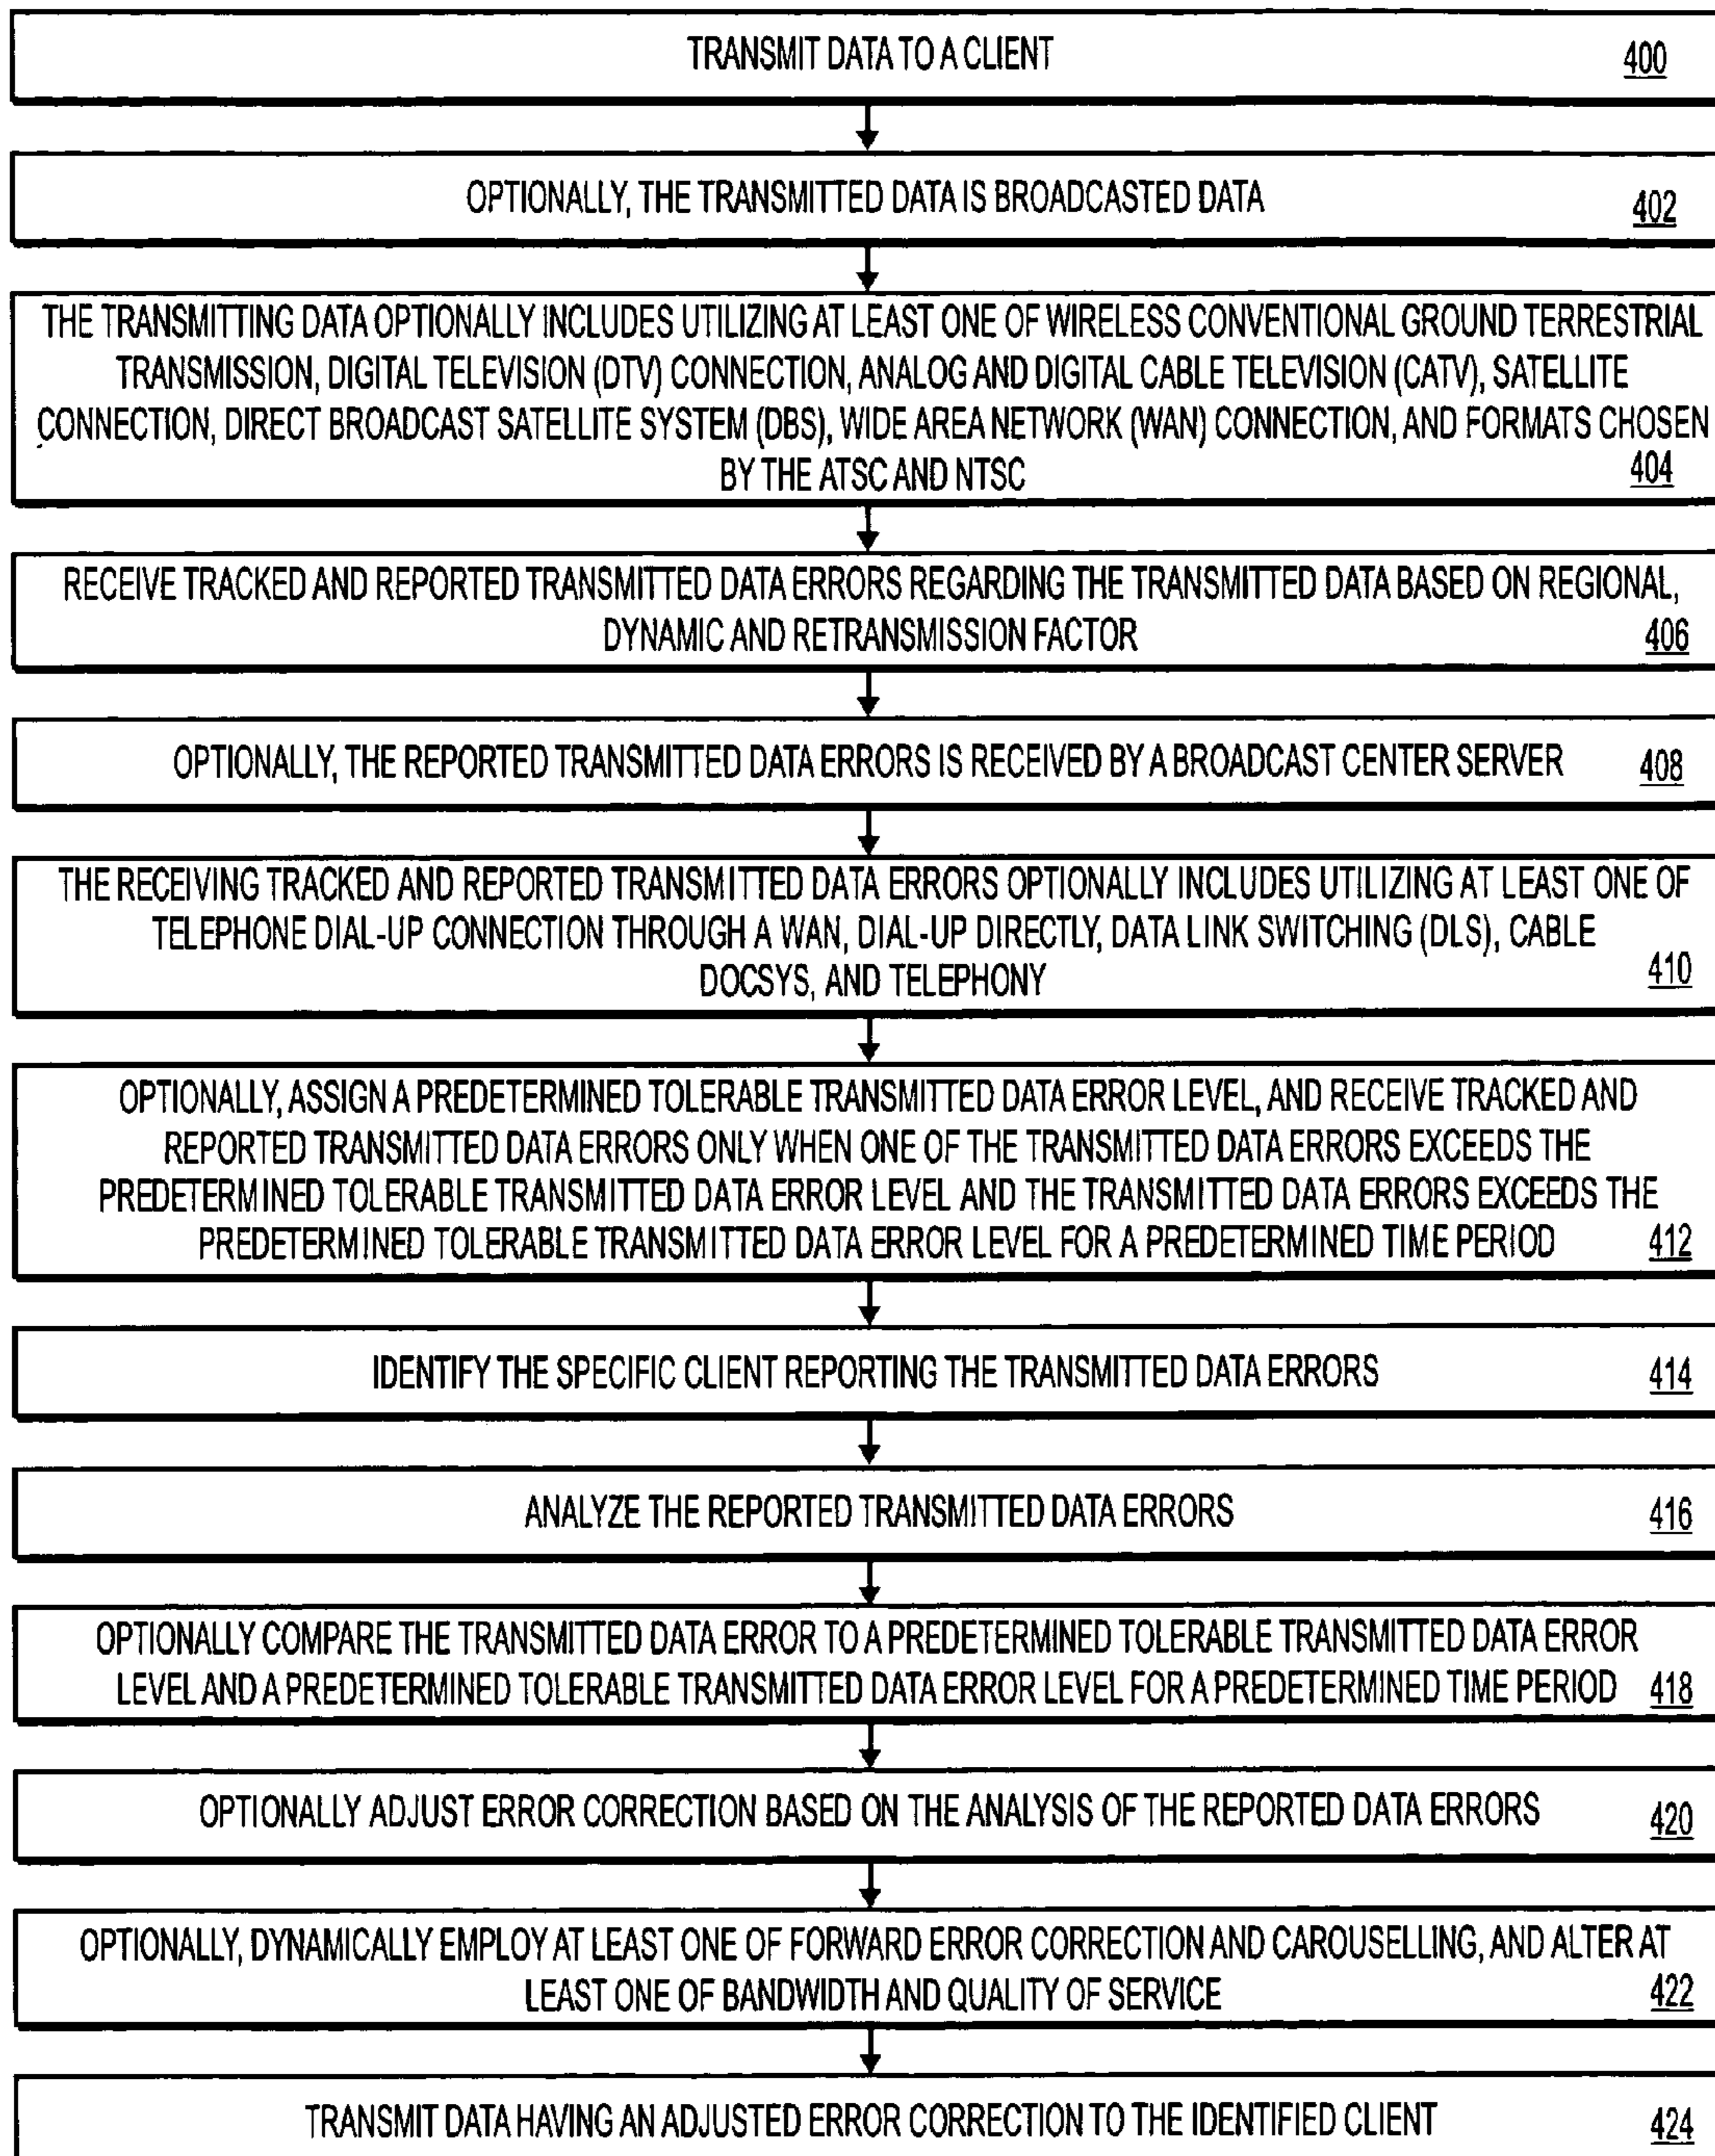 TRANSMIT DATA TO A CLIENT 400
OPTIONALLY, THE TRANSMITTED DATA IS BROADCASTED DATA 402
THE TRANSMITTING DATA OPTIONALLY INCLUDES UTILIZING AT LEAST ONE OF WIRELESS CONVENTIONAL GROUND TERRESTRIAL
TRANSMISSION, DIGITAL TELEVISION (DTV) CONNECTION, ANALOG AND DIGITAL CABLE TELEVISION (CATV), SATELLITE
CONNECTION, DIRECT BROADCAST SATELLITE SYSTEM (DBS), WIDE AREA NETWORK (WAN) CONNECTION, AND FORMATS CHOSEN
BY THE ATSC AND NTSC 404
RECEIVE TRACKED AND REPORTED TRANSMITTED DATA ERRORS REGARDING THE TRANSMITTED DATA BASED ON REGIONAL,
DYNAMIC AND RETRANSMISSION FACTOR 406
OPTIONALLY, THE REPORTED TRANSMITTED DATA ERRORS IS RECEIVED BY A BROADCAST CENTER SERVER 408
THE RECEIVING TRACKED AND REPORTED TRANSMITTED DATA ERRORS OPTIONALLY INCLUDES UTILIZING AT LEAST ONE OF
TELEPHONE DIAL-UP CONNECTION THROUGH A WAN, DIAL-UP DIRECTLY, DATA LINK SWITCHING (DLS), CABLE
DOCSYS, AND TELEPHONY 410
OPTIONALLY, ASSIGN A PREDETERMINED TOLERABLE TRANSMITTED DATA ERROR LEVEL, AND RECEIVE TRACKED AND
REPORTED TRANSMITTED DATA ERRORS ONLY WHEN ONE OF THE TRANSMITTED DATA ERRORS EXCEEDS THE
PREDETERMINED TOLERABLE TRANSMITTED DATA ERROR LEVEL AND THE TRANSMITTED DATA ERRORS EXCEEDS THE
PREDETERMINED TOLERABLE TRANSMITTED DATA ERROR LEVEL FOR A PREDETERMINED TIME PERIOD 412
IDENTIFY THE SPECIFIC CLIENT REPORTING THE TRANSMITTED DATA ERRORS 414
ANALYZE THE REPORTED TRANSMITTED DATA ERRORS 416
OPTIONALLY COMPARE THE TRANSMITTED DATA ERROR TO A PREDETERMINED TOLERABLE TRANSMITTED DATA ERROR
LEVEL AND A PREDETERMINED TOLERABLE TRANSMITTED DATA ERROR LEVEL FOR A PREDETERMINED TIME PERIOD 418
OPTIONALLY ADJUST ERROR CORRECTION BASED ON THE ANALYSIS OF THE REPORTED DATA ERRORS 420
OPTIONALLY, DYNAMICALLY EMPLOY AT LEAST ONE OF FORWARD ERROR CORRECTION AND CAROUSELLING, AND ALTER AT
LEAST ONE OF BANDWIDTH AND QUALITY OF SERVICE 422
TRANSMIT DATA HAVING AN ADJUSTED ERROR CORRECTION TO THE IDENTIFIED CLIENT 424